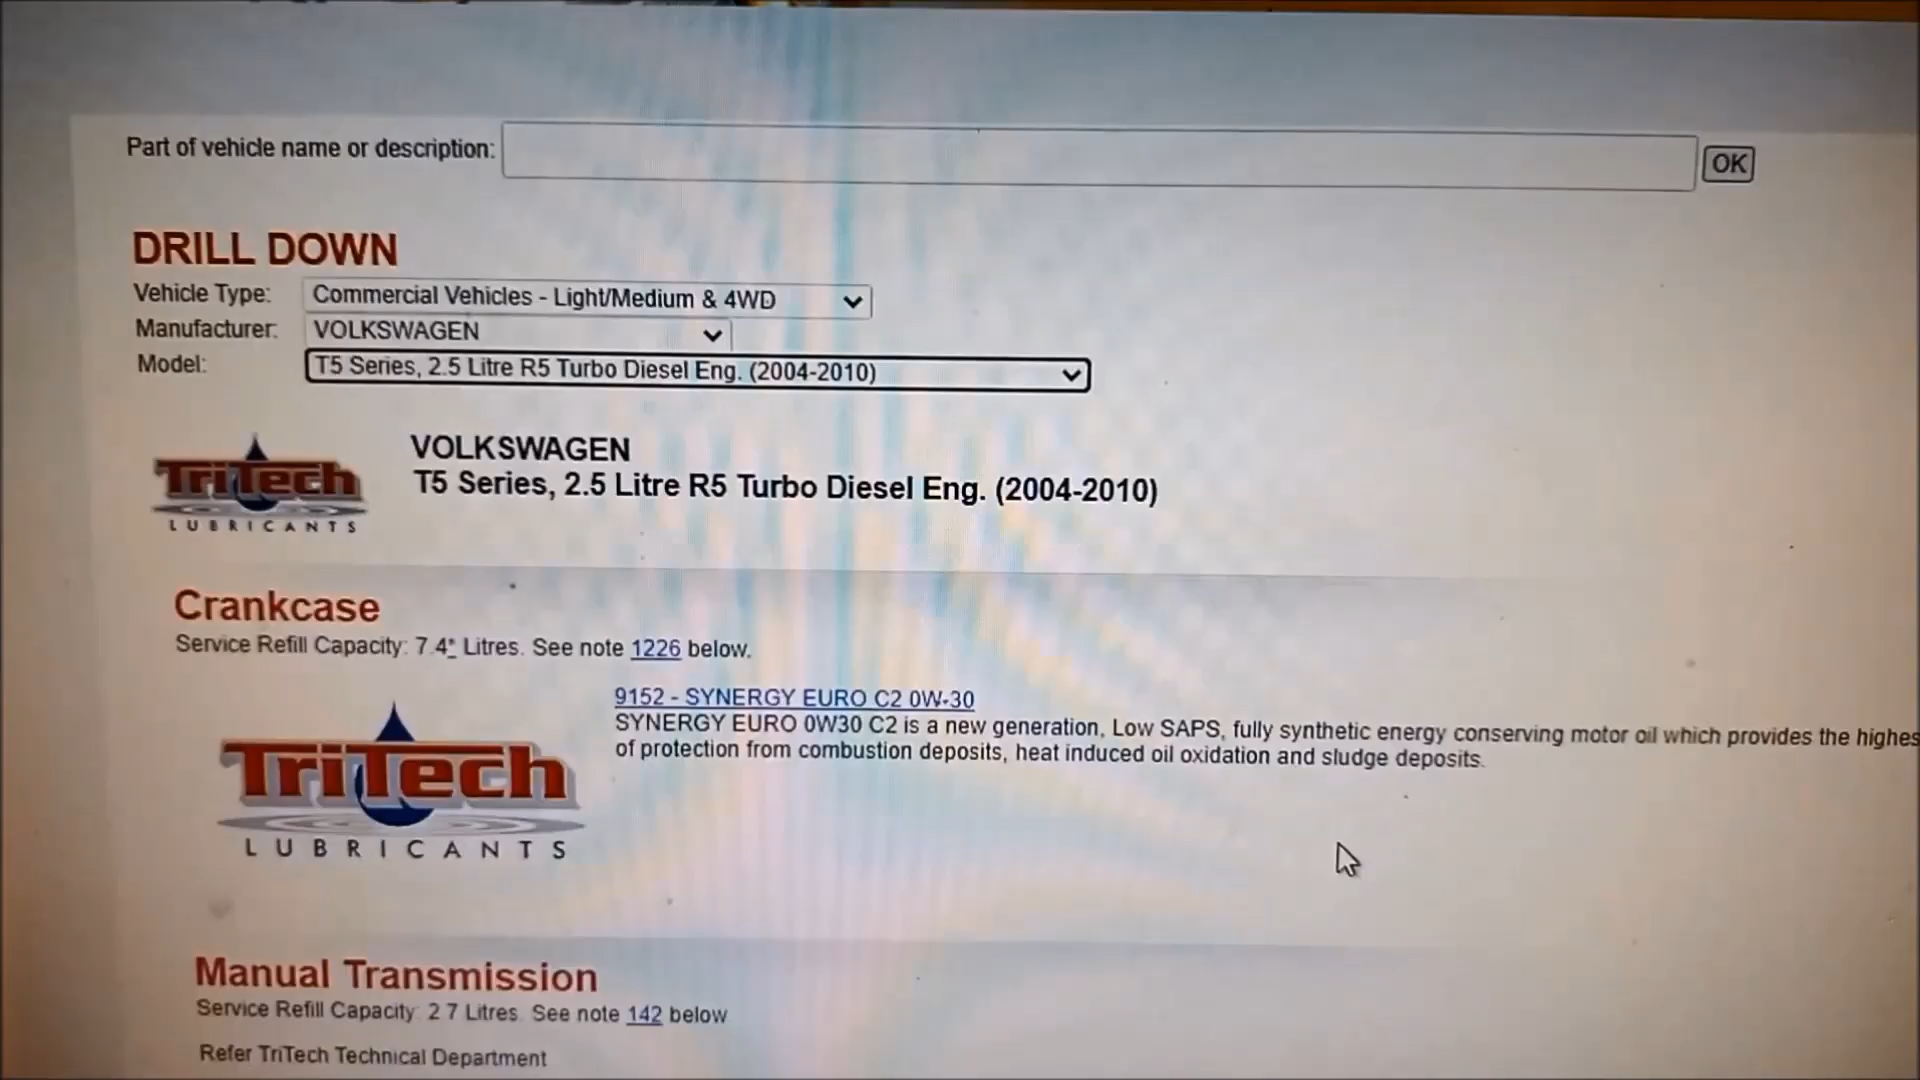 Part of vehicle name or description:
OK
DRILL DOWN
Vehicle Type: Commercial Vehicles - Light/Medium & 4WD
Manufacturer: VOLKSWAGEN
Model: T5 Series, 2.5 Litre R5 Turbo Diesel Eng. (2004-2010)
TriTech
LUBRICANTS
VOLKSWAGEN
T5 Series, 2.5 Litre R5 Turbo Diesel Eng. (2004-2010)
Crankcase
Service Refill Capacity: 7.4* Litres. See note 1226 below.
TriTech
LUBRICANTS
9152 - SYNERGY EURO C2 0W-30
SYNERGY EURO 0W30 C2 is a new generation, Low SAPS, fully synthetic energy conserving motor oil which provides the highes
of protection from combustion deposits, heat induced oil oxidation and sludge deposits.
Manual Transmission
Service Refill Capacity: 2.7 Litres. See note 142 below
Refer TriTech Technical Department